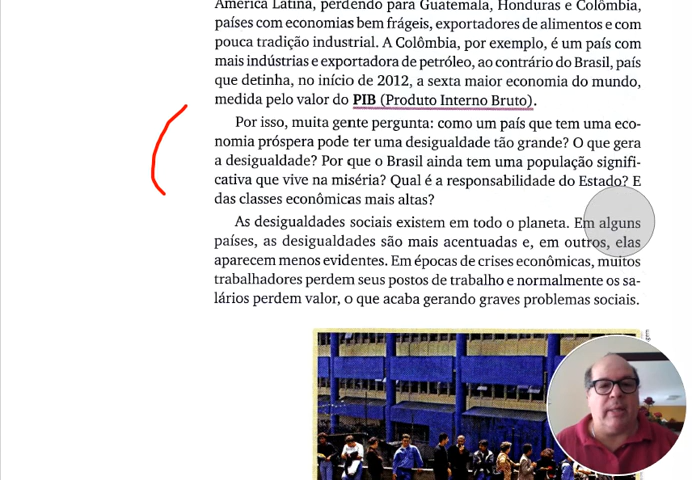 América Latina, perdendo para Guatemala, Honduras e Colômbia,
países com economias bem frágeis, exportadores de alimentos e com
pouca tradição industrial. A Colômbia, por exemplo, é um país com
mais indústrias e exportadora de petróleo, ao contrário do Brasil, país
que detinha, no início de 2012, a sexta maior economia do mundo,
medida pelo valor do PIB (Produto Interno Bruto).
Por isso, muita gente pergunta: como um país que tem uma eco-
nomia próspera pode ter uma desigualdade tão grande? O que gera
a desigualdade? Por que o Brasil ainda tem uma população signifi-
cativa que vive na miséria? Qual é a responsabilidade do Estado? E
das classes econômicas mais altas?
As desigualdades sociais existem em todo o planeta. Em alguns
países, as desigualdades são mais acentuadas e, em outros, elas
aparecem menos evidentes. Em épocas de crises econômicas, muitos
trabalhadores perdem seus postos de trabalho e normalmente os sa-
lários perdem valor, o que acaba gerando graves problemas sociais.